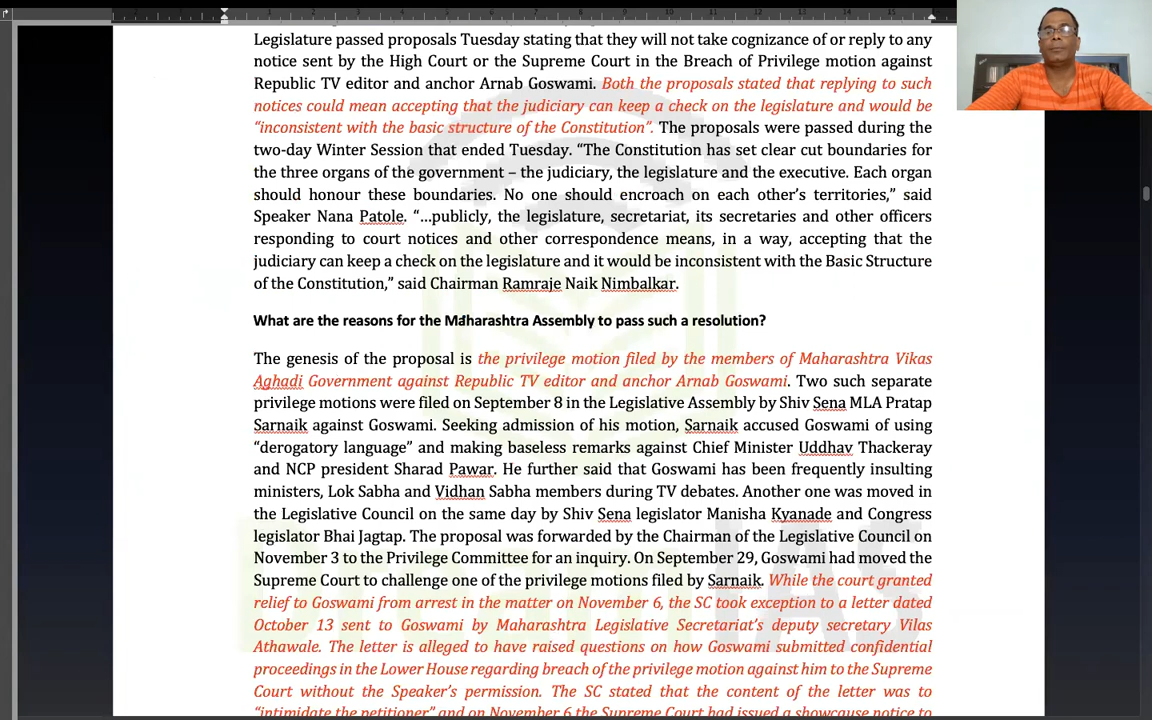 Legislature passed proposals Tuesday stating that they will not take cognizance of or reply to any
notice sent by the High Court or the Supreme Court in the Breach of Privilege motion against
Republic TV editor and anchor Arnab Goswami. Both the proposals stated that replying to such
notices could mean accepting that the judiciary can keep a check on the legislature and would be
“inconsistent with the basic structure of the Constitution”. The proposals were passed during the
two-day Winter Session that ended Tuesday. “The Constitution has set clear cut boundaries for
the three organs of the government – the judiciary, the legislature and the executive. Each organ
should honour these boundaries. No one should encroach on each other’s territories,” said
Speaker Nana Patole. “...publicly, the legislature, secretariat, its secretaries and other officers
responding to court notices and other correspondence means, in a way, accepting that the
judiciary can keep a check on the legislature and it would be inconsistent with the Basic Structure
of the Constitution,” said Chairman Ramraje Naik Nimbalkar.
What are the reasons for the Maharashtra Assembly to pass such a resolution?
The genesis of the proposal is the privilege motion filed by the members of Maharashtra Vikas
Aghadi Government against Republic TV editor and anchor Arnab Goswami. Two such separate
privilege motions were filed on September 8 in the Legislative Assembly by Shiv Sena MLA Pratap
Sarnaik against Goswami. Seeking admission of his motion, Sarnaik accused Goswami of using
“derogatory language” and making baseless remarks against Chief Minister Uddhav Thackeray
and NCP president Sharad Pawar. He further said that Goswami has been frequently insulting
ministers, Lok Sabha and Vidhan Sabha members during TV debates. Another one was moved in
the Legislative Council on the same day by Shiv Sena legislator Manisha Kyanade and Congress
legislator Bhai Jagtap. The proposal was forwarded by the Chairman of the Legislative Council on
November 3 to the Privilege Committee for an inquiry. On September 29, Goswami had moved the
Supreme Court to challenge one of the privilege motions filed by Sarnaik. While the court granted
relief to Goswami from arrest in the matter on November 6, the SC took exception to a letter dated
October 13 sent to Goswami by Maharashtra Legislative Secretariat’s deputy secretary Vilas
Athawale. The letter is alleged to have raised questions on how Goswami submitted confidential
proceedings in the Lower House regarding breach of the privilege motion against him to the Supreme
Court without the Speaker’s permission. The SC stated that the content of the letter was to
“intimidate the petitioner” and on November 6 the Supreme Court had issued a showcause notice to
IAS